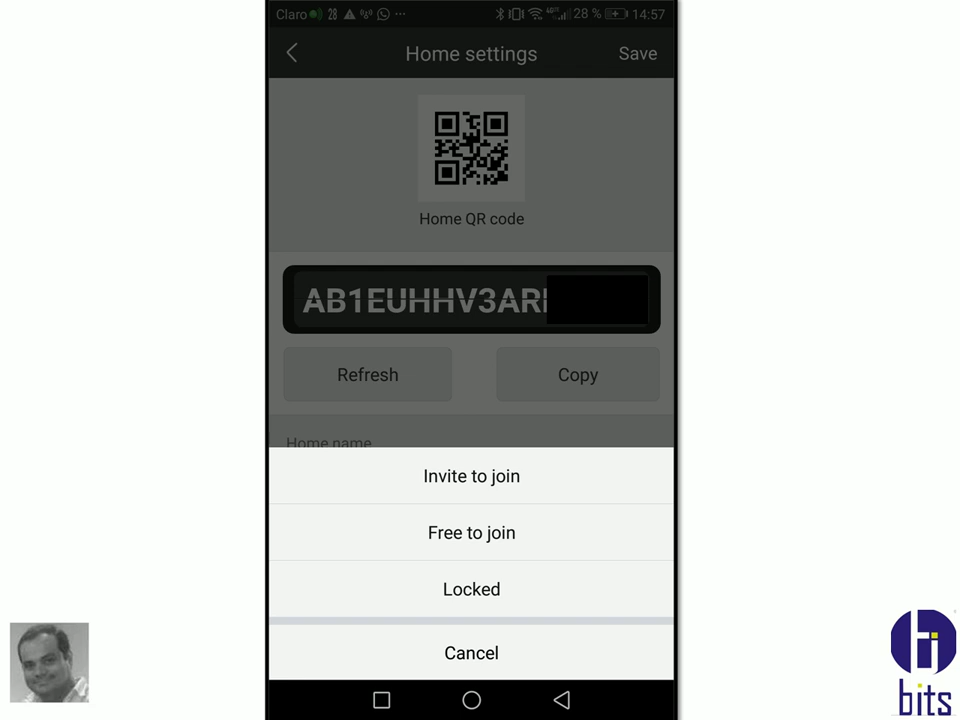 Claro 28 28 % 14:57
Home settings Save
Home QR code
AB1EUHHV3AR
Refresh Copy
Home name
Invite to join
Free to join
Locked
Cancel
bits